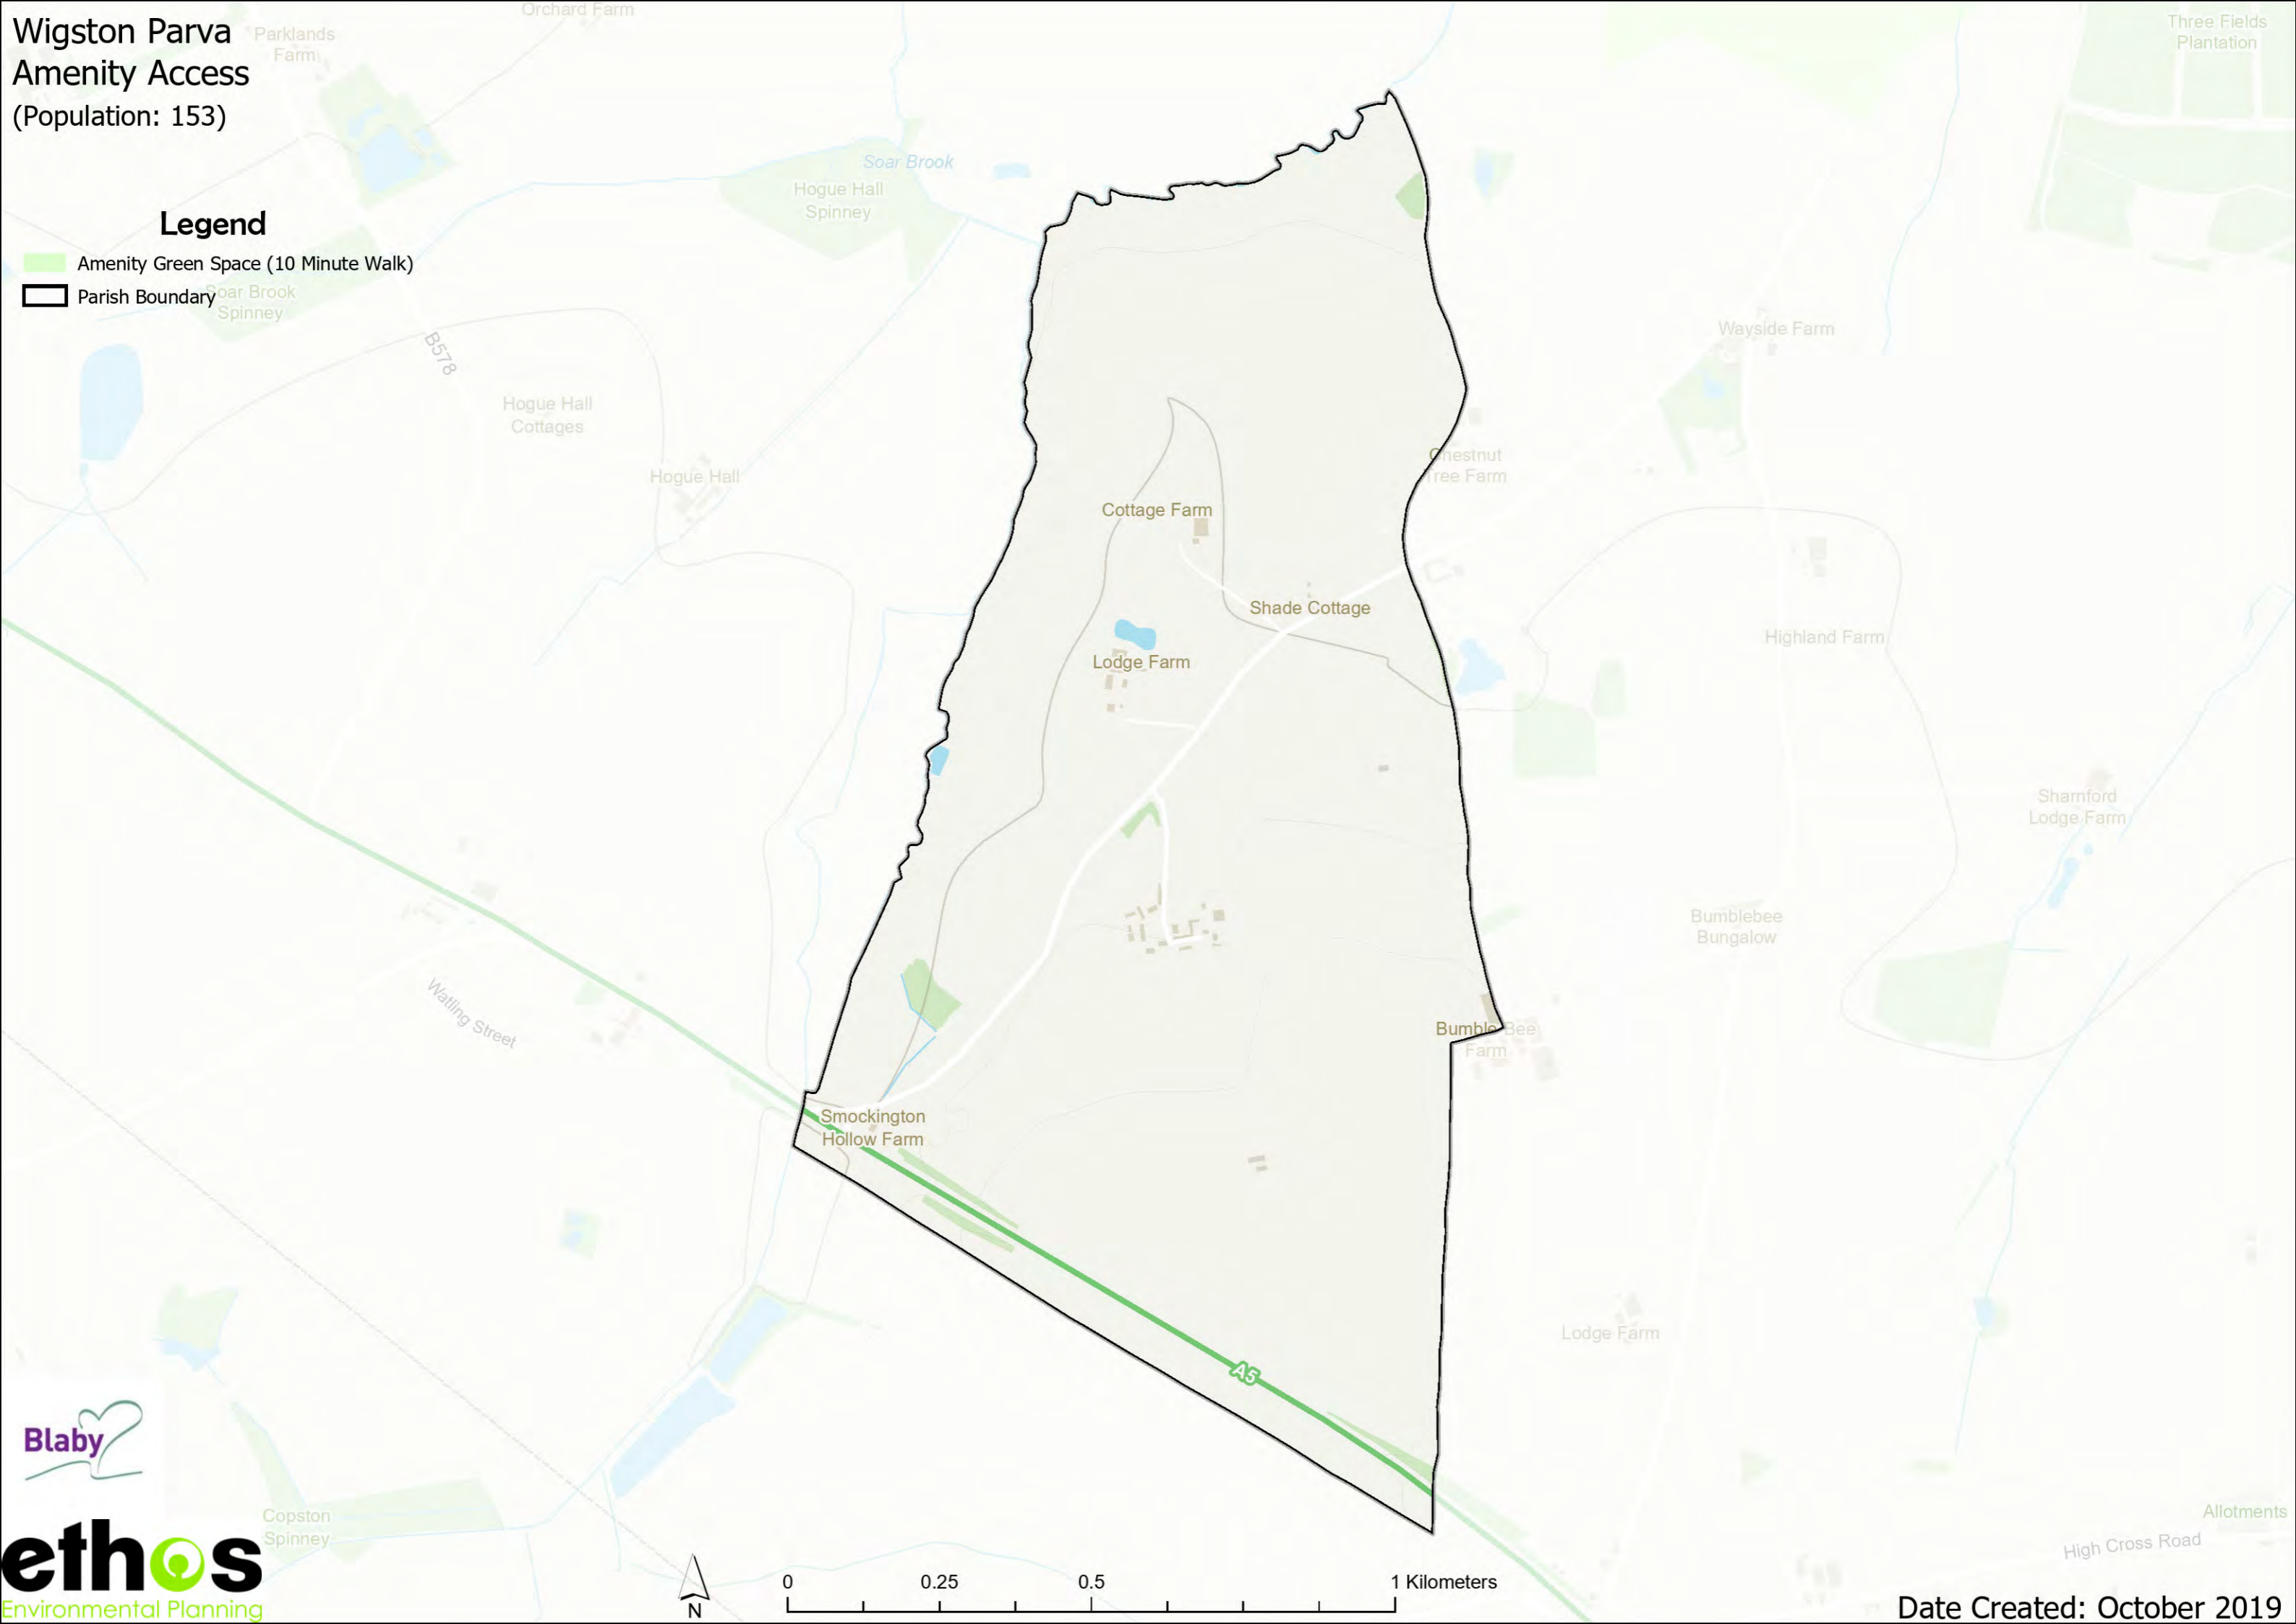 Wigston Parva
Amenity Access
(Population: 153)
Legend
Amenity Green Space (10 Minute Walk)
Parish Boundary
Orchard Farm
Parklands
Farm
Three Fields
Plantation
Soar Brook
Hogue Hall
Spinney
Soar Brook
Spinney
B578
Wayside Farm
Hogue Hall
Cottages
Hogue Hall
Chestnut
Tree Farm
Cottage Farm
Shade Cottage
Highland Farm
Lodge Farm
Sharnford
Lodge Farm
Bumblebee
Bungalow
Watling Street
Bumble Bee
Farm
Smockington
Hollow Farm
Lodge Farm
A5
Blaby
Copston
Spinney
Allotments
High Cross Road
ethos
Environmental Planning
N
0 0.25 0.5 1 Kilometers
Date Created: October 2019